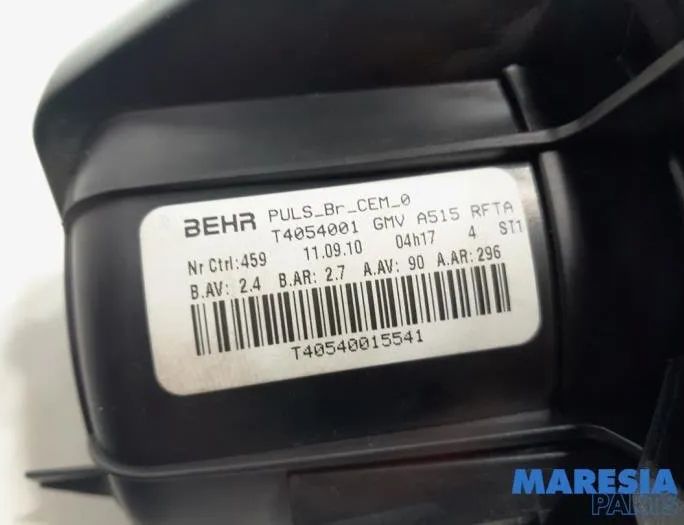 BEHR PULS_Br_CEM_0
T4054001 GMV A515 RFTA
Nr Ctrl:459 11.09.10 04h17 4 ST1
B.AV: 2.4 B.AR: 2.7 A.AV: 90 A.AR: 296
T40540015541
MARESIA
PARTS